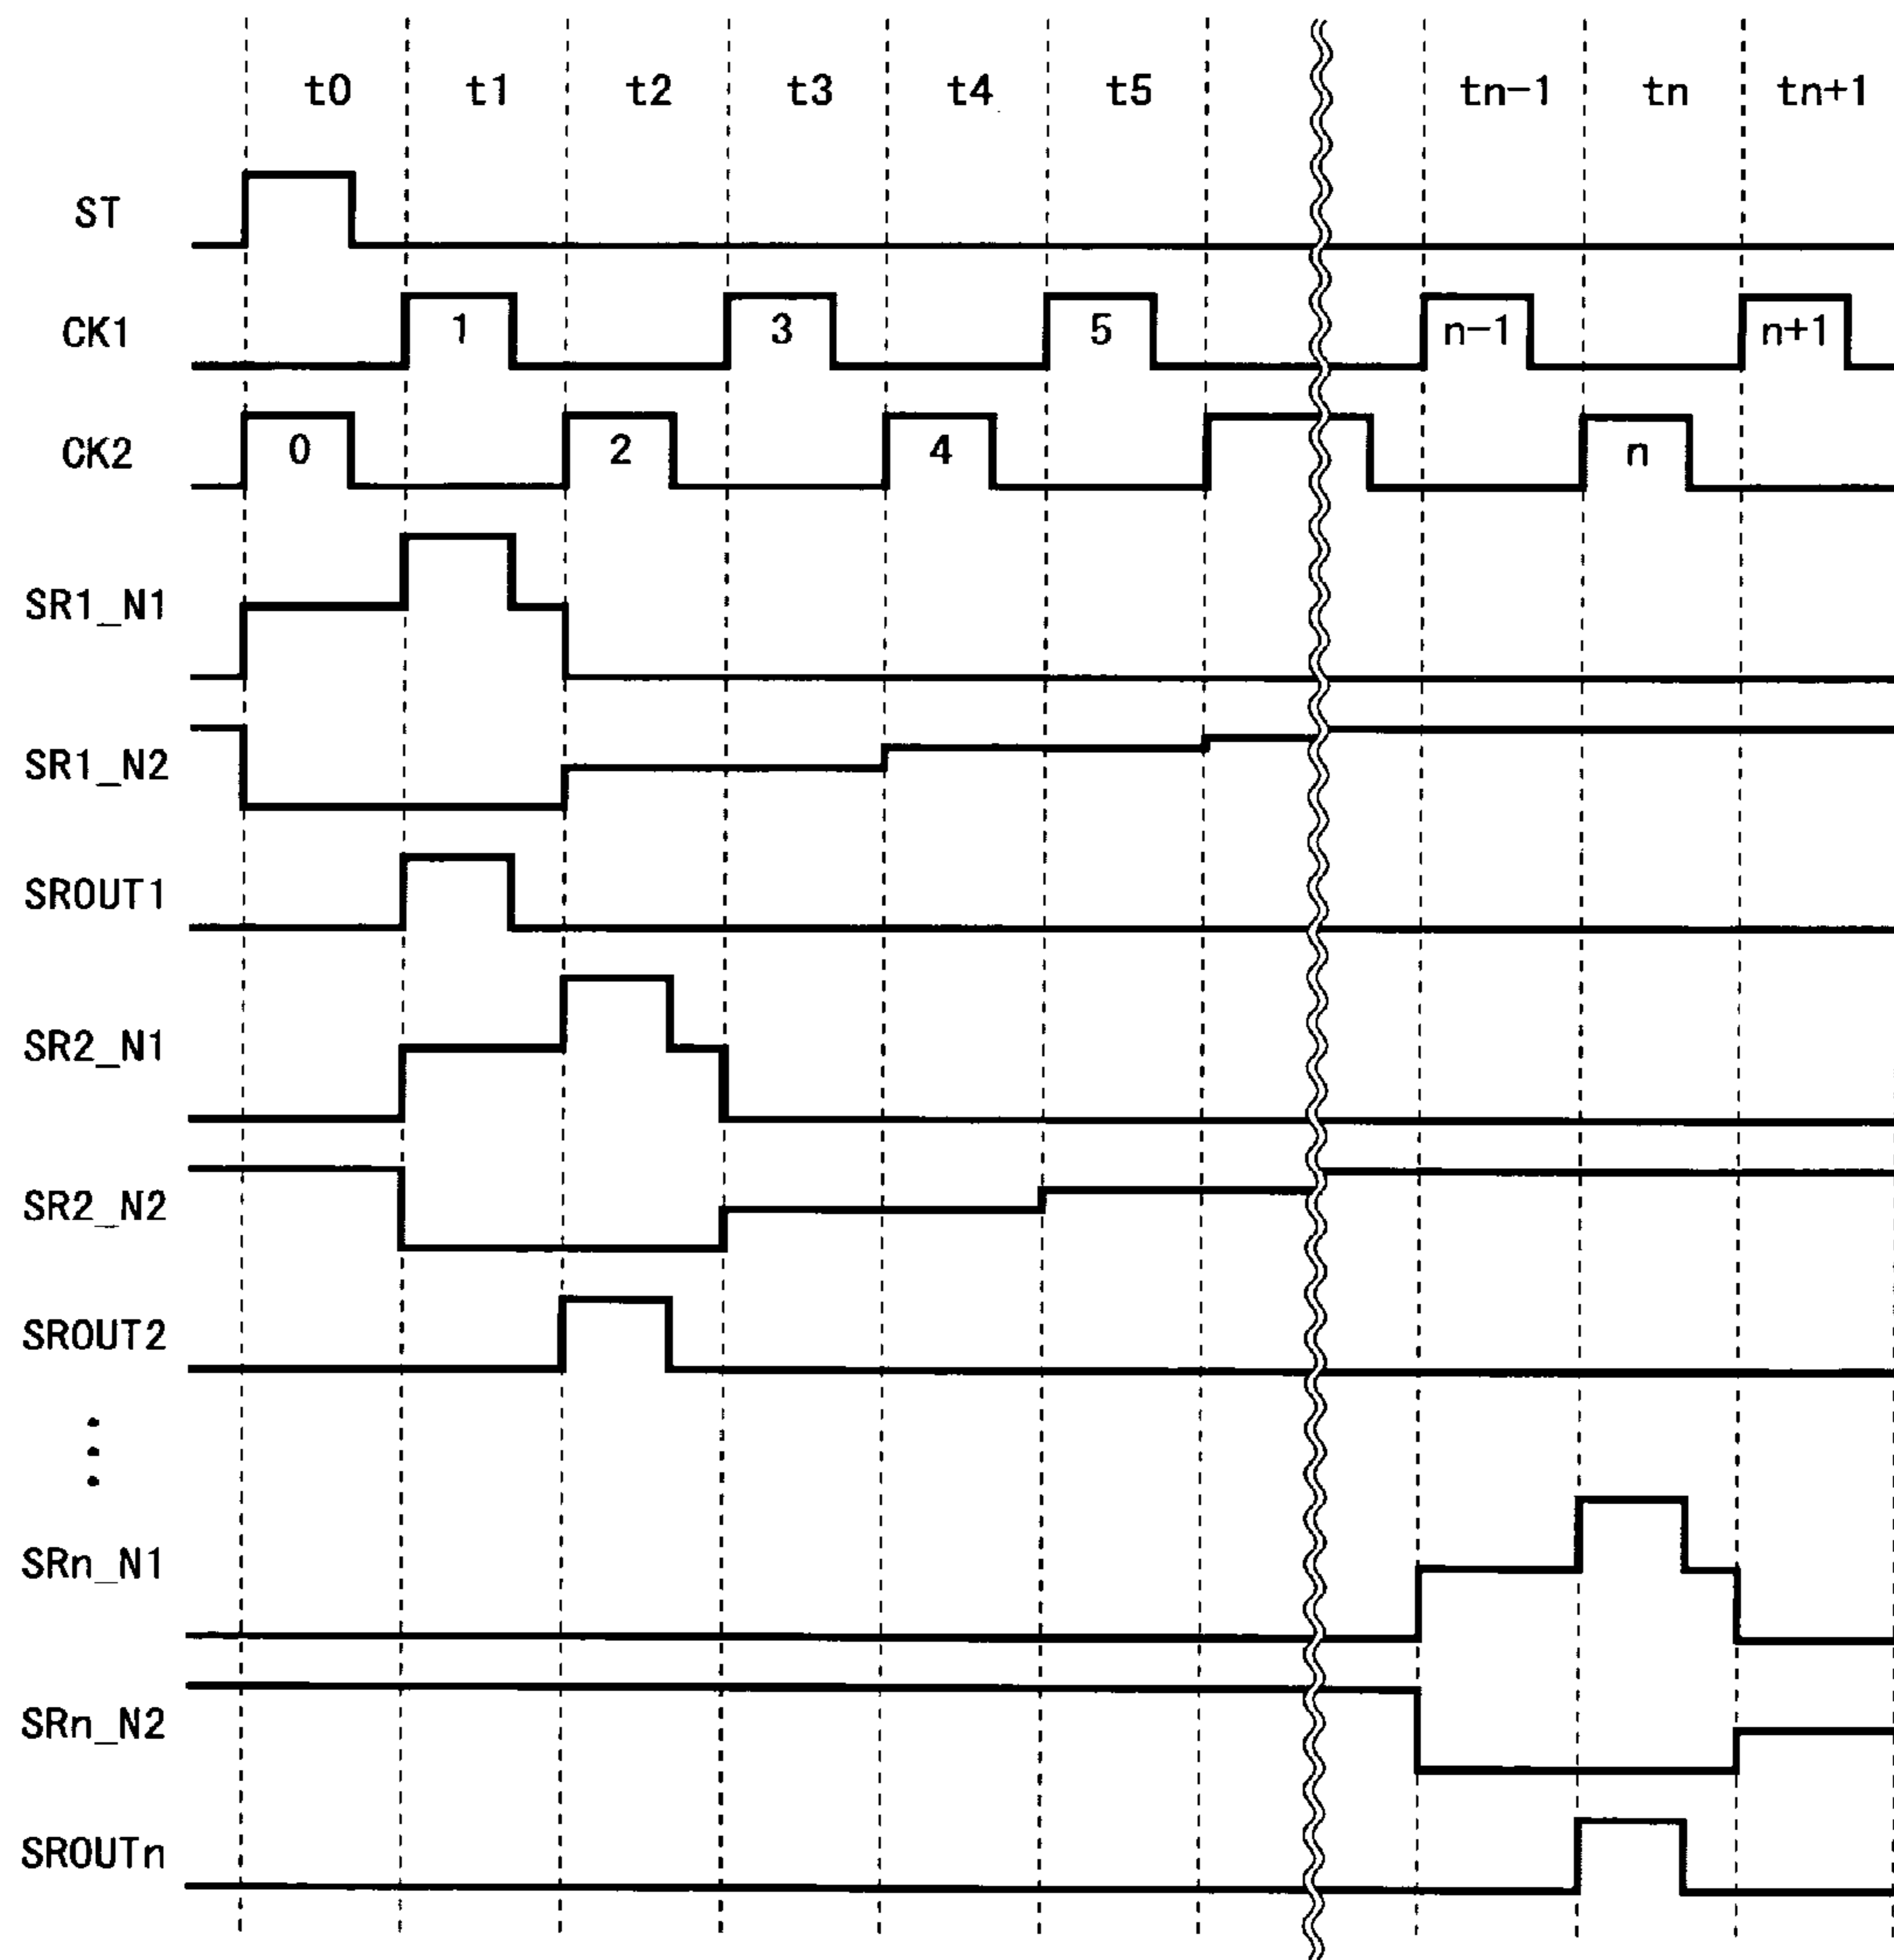 t0 t1 t2 t3 t4 t5 tn-1 tn tn+1
ST
CK1 1 3 5 n-1 n+1
CK2 0 2 4 n
SR1_N1
SR1_N2
SROUT1
SR2_N1
SR2_N2
SROUT2
SRn_N1
SRn_N2
SROUTn